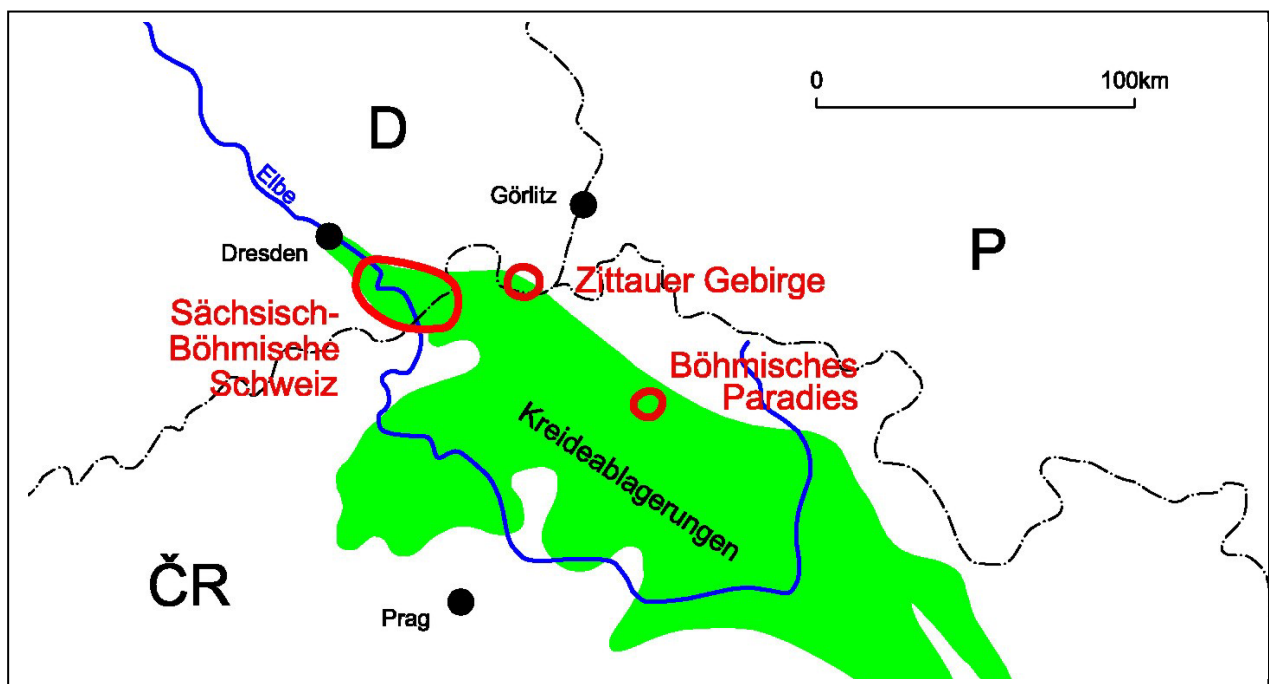 0 100km
D
Elbe
Görlitz
P
Dresden
Zittauer Gebirge
Sächsisch-
Böhmische
Schweiz
Böhmisches
Paradies
Kreideablagerungen
ČR
Prag